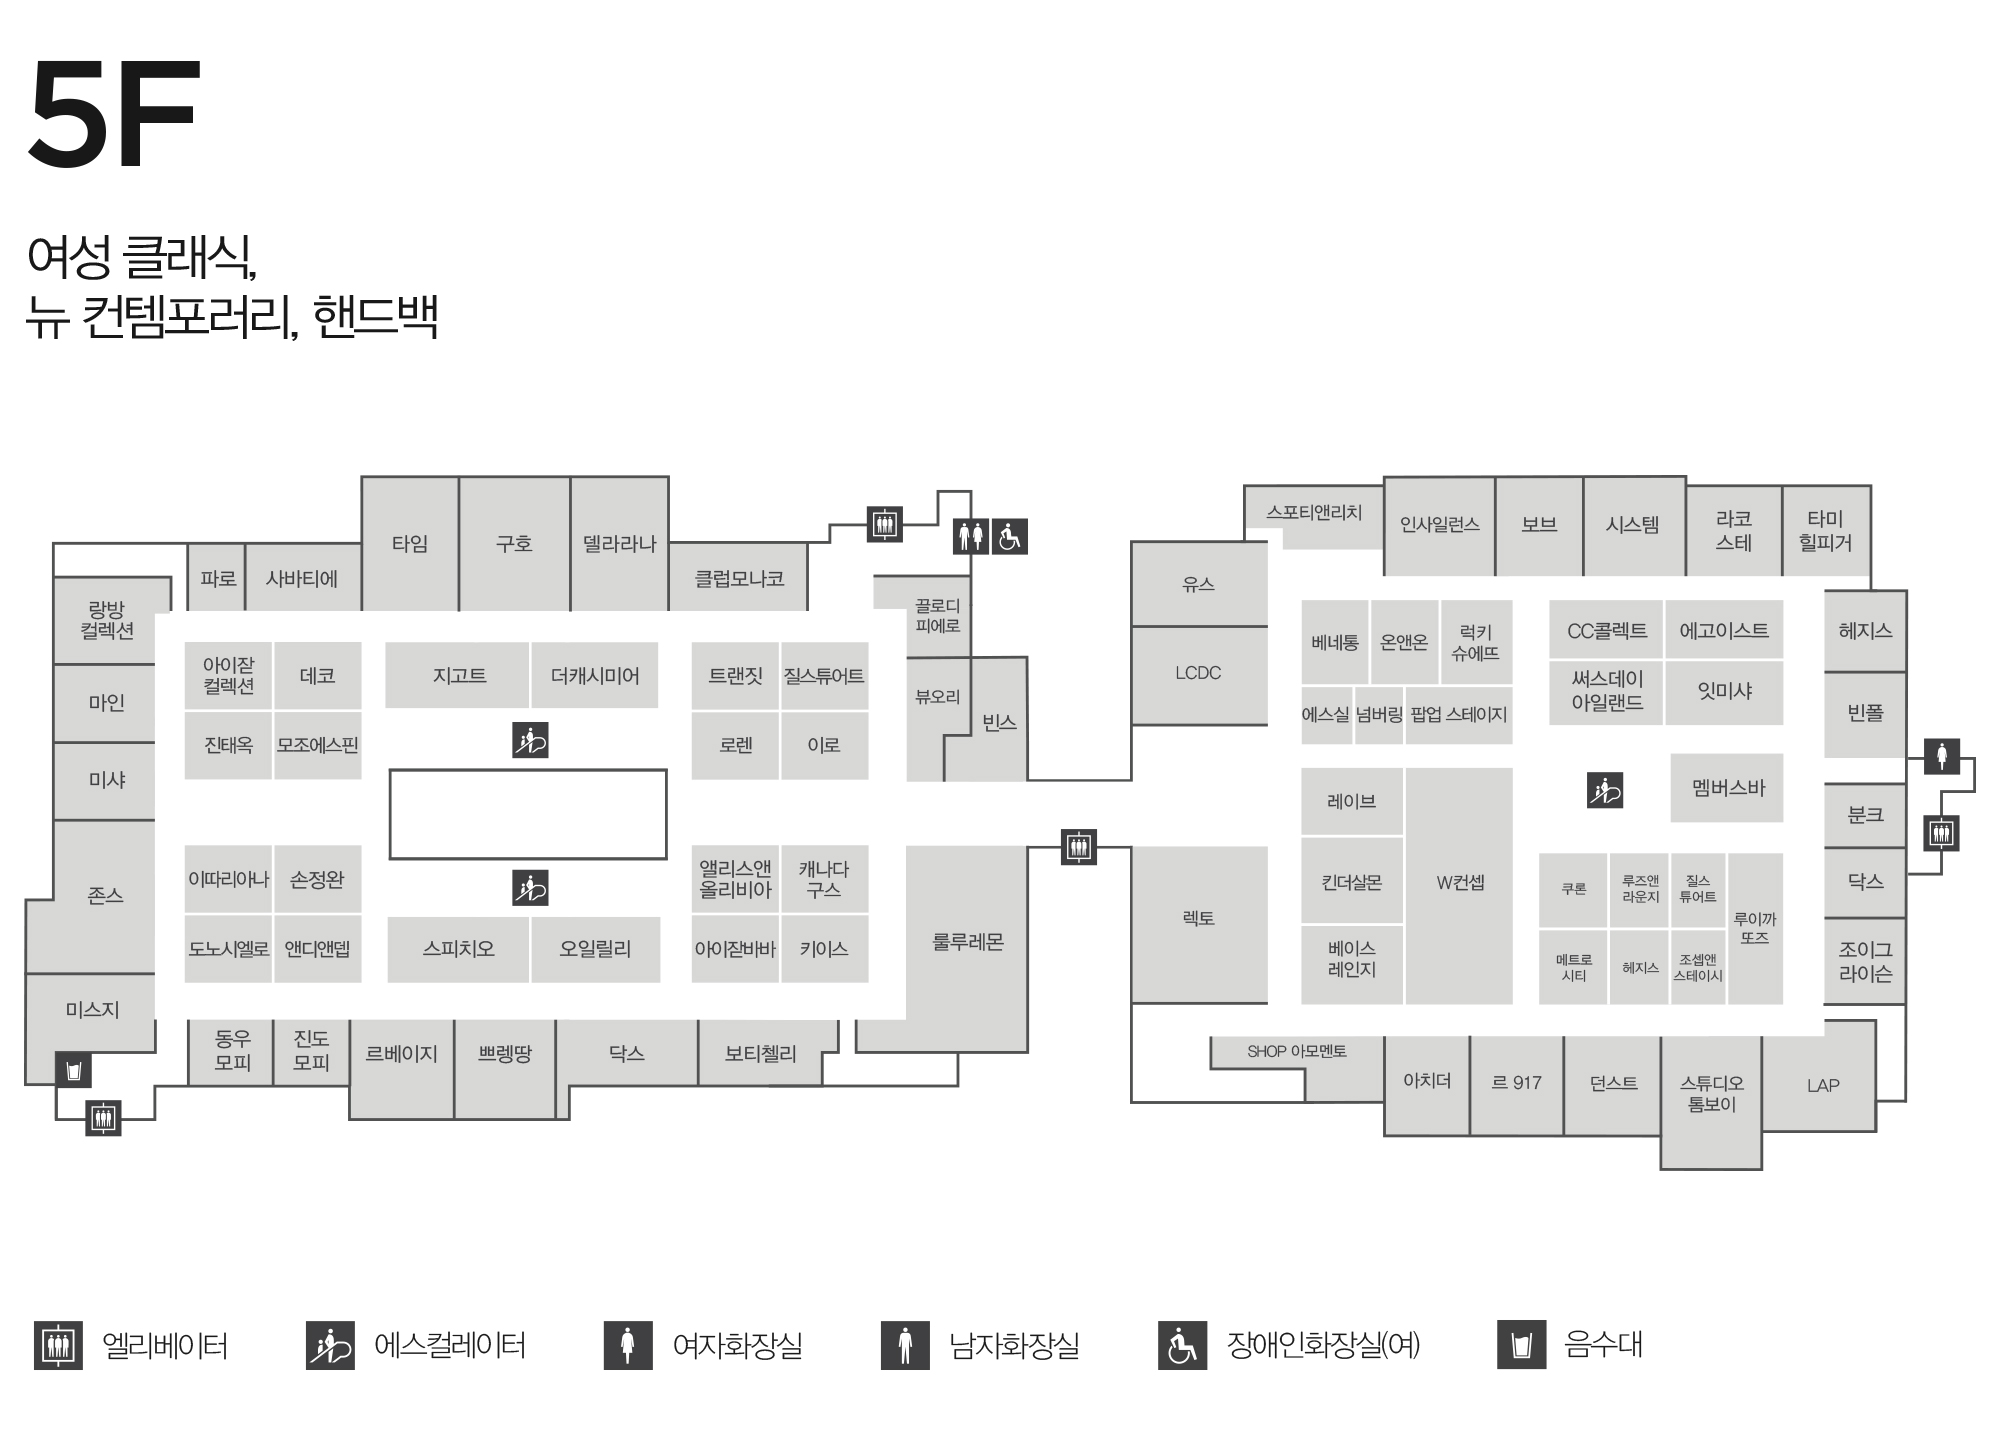 5F
여성 클래식,
뉴 컨템포러리, 핸드백
타임
구호
델라라나
파로
사바티에
클럽모나코
랑방
컬렉션
마인
미샤
존스
미스지
아이잗
컬렉션
데코
진태옥
모조에스핀
지고트
더캐시미어
트랜짓
질스튜어트
로렌
이로
끌로디
피에로
뷰오리
빈스
이따리아나
손정완
도노시엘로
앤디앤뎁
스피치오
오일릴리
앨리스앤
올리비아
캐나다
구스
아이잗바바
키이스
룰루레몬
동우
모피
진도
모피
르베이지
쁘렝땅
닥스
보티첼리
스포티앤리치
인사일런스
보브
시스템
라코
스테
타미
힐피거
유스
LCDC
베네통
온앤온
럭키
슈에뜨
에스실
넘버링
팝업 스테이지
CC콜렉트
에고이스트
써스데이
아일랜드
잇미샤
헤지스
빈폴
멤버스바
분크
닥스
조이그
라이슨
레이브
킨더살몬
베이스
레인지
W컨셉
렉토
쿠론
루즈앤
라운지
질스
튜어트
루이까
또즈
메트로
시티
헤지스
조셉앤
스테이시
SHOP 아모멘토
아치더
르 917
던스트
스튜디오
톰보이
LAP
엘리베이터
에스컬레이터
여자화장실
남자화장실
장애인화장실(여)
음수대